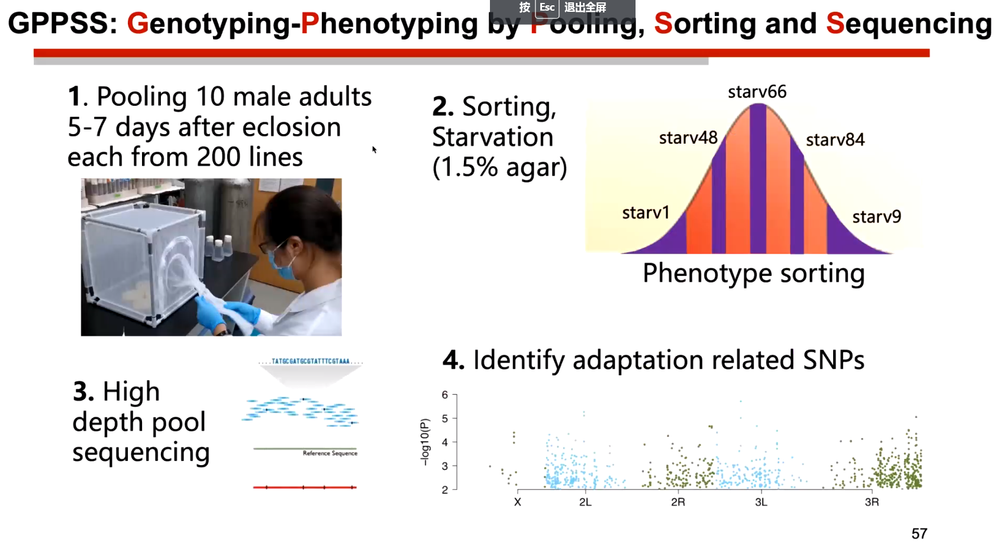 按 Esc 退出全屏
GPPSS: Genotyping-Phenotyping by Pooling, Sorting and Sequencing
1. Pooling 10 male adults
5-7 days after eclosion
each from 200 lines
2. Sorting,
Starvation
(1.5% agar)
starv66
starv48
starv84
starv1
starv9
Phenotype sorting
3. High
depth pool
sequencing
....TATGCGATGCGTATTTCGTAAA....
Reference Sequence
4. Identify adaptation related SNPs
–log10(P)
6
5
4
3
2
X 2L 2R 3L 3R
57